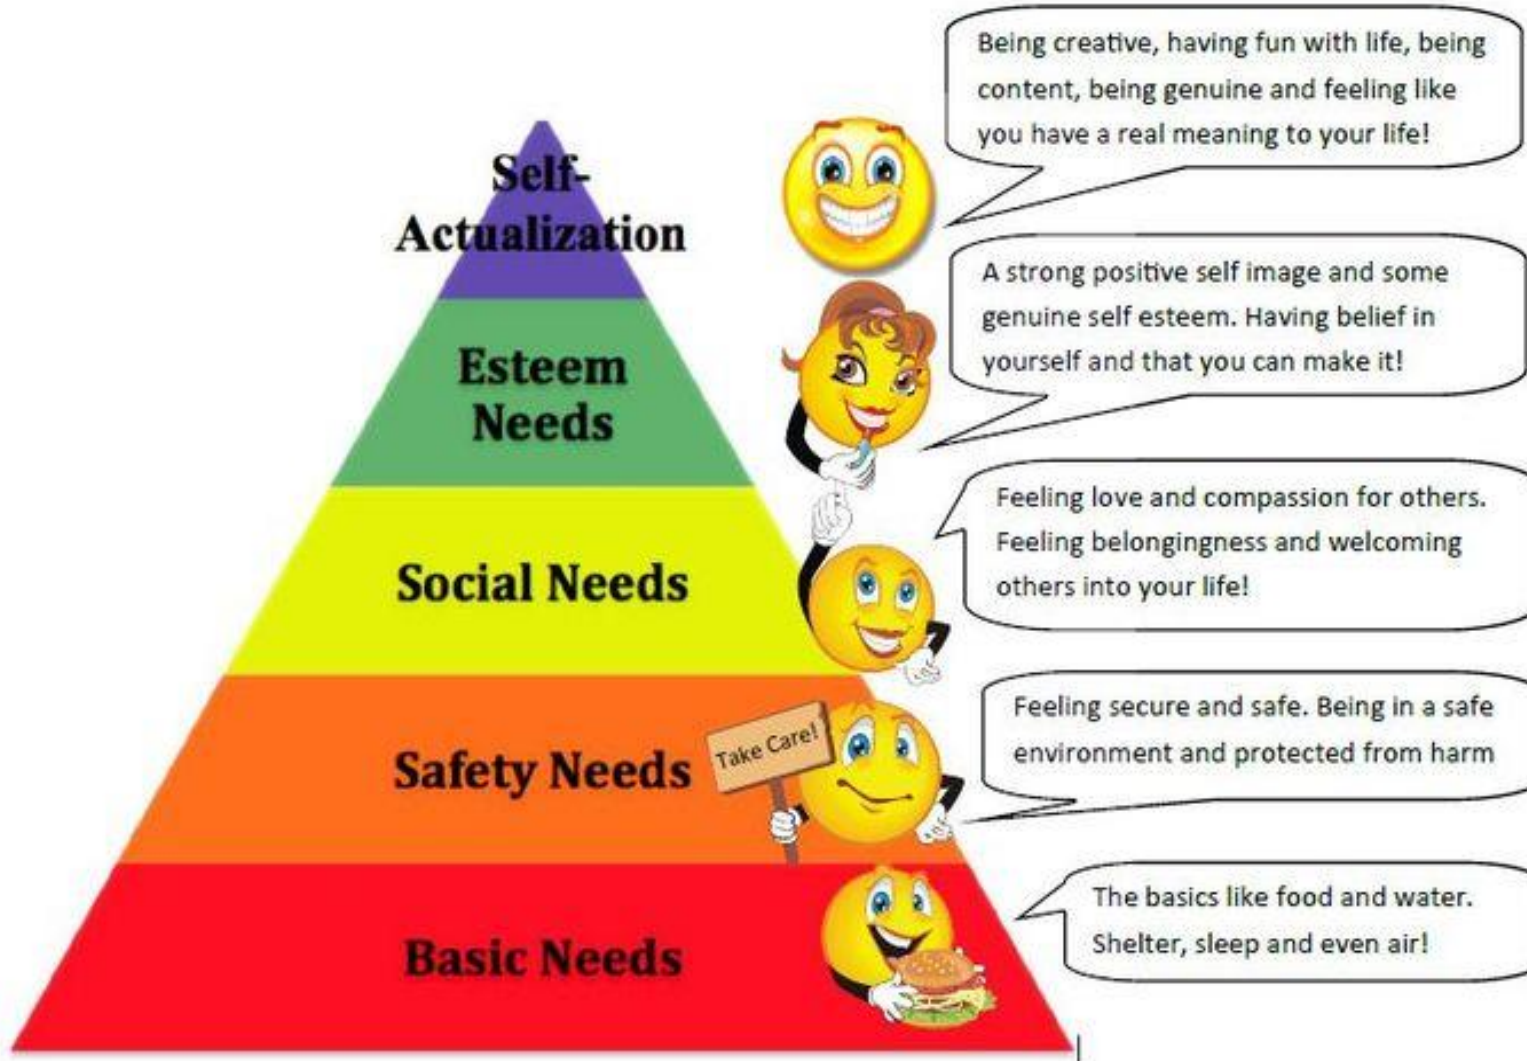 Being creative, having fun with life, being
content, being genuine and feeling like
you have a real meaning to your life!
Self-
Actualization
A strong positive self image and some
genuine self esteem. Having belief in
yourself and that you can make it!
Esteem
Needs
Feeling love and compassion for others.
Feeling belongingness and welcoming
others into your life!
Social Needs
Feeling secure and safe. Being in a safe
environment and protected from harm
Take Care!
Safety Needs
The basics like food and water.
Shelter, sleep and even air!
Basic Needs